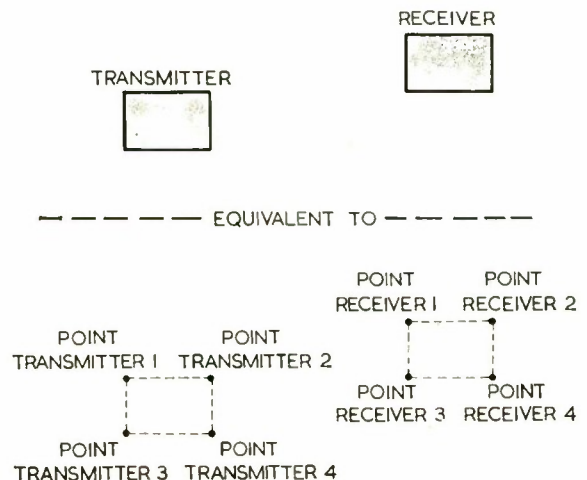 RECEIVER
TRANSMITTER
EQUIVALENT TO
POINT POINT
RECEIVER 1 RECEIVER 2
POINT POINT
TRANSMITTER 1 TRANSMITTER 2
POINT POINT
RECEIVER 3 RECEIVER 4
POINT POINT
TRANSMITTER 3 TRANSMITTER 4